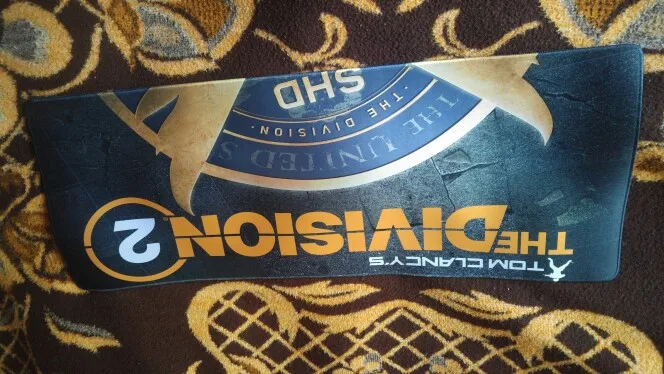 TOM CLANCY'S
THE DIVISION 2
THE UNITED S
· THE DIVISION ·
SHD